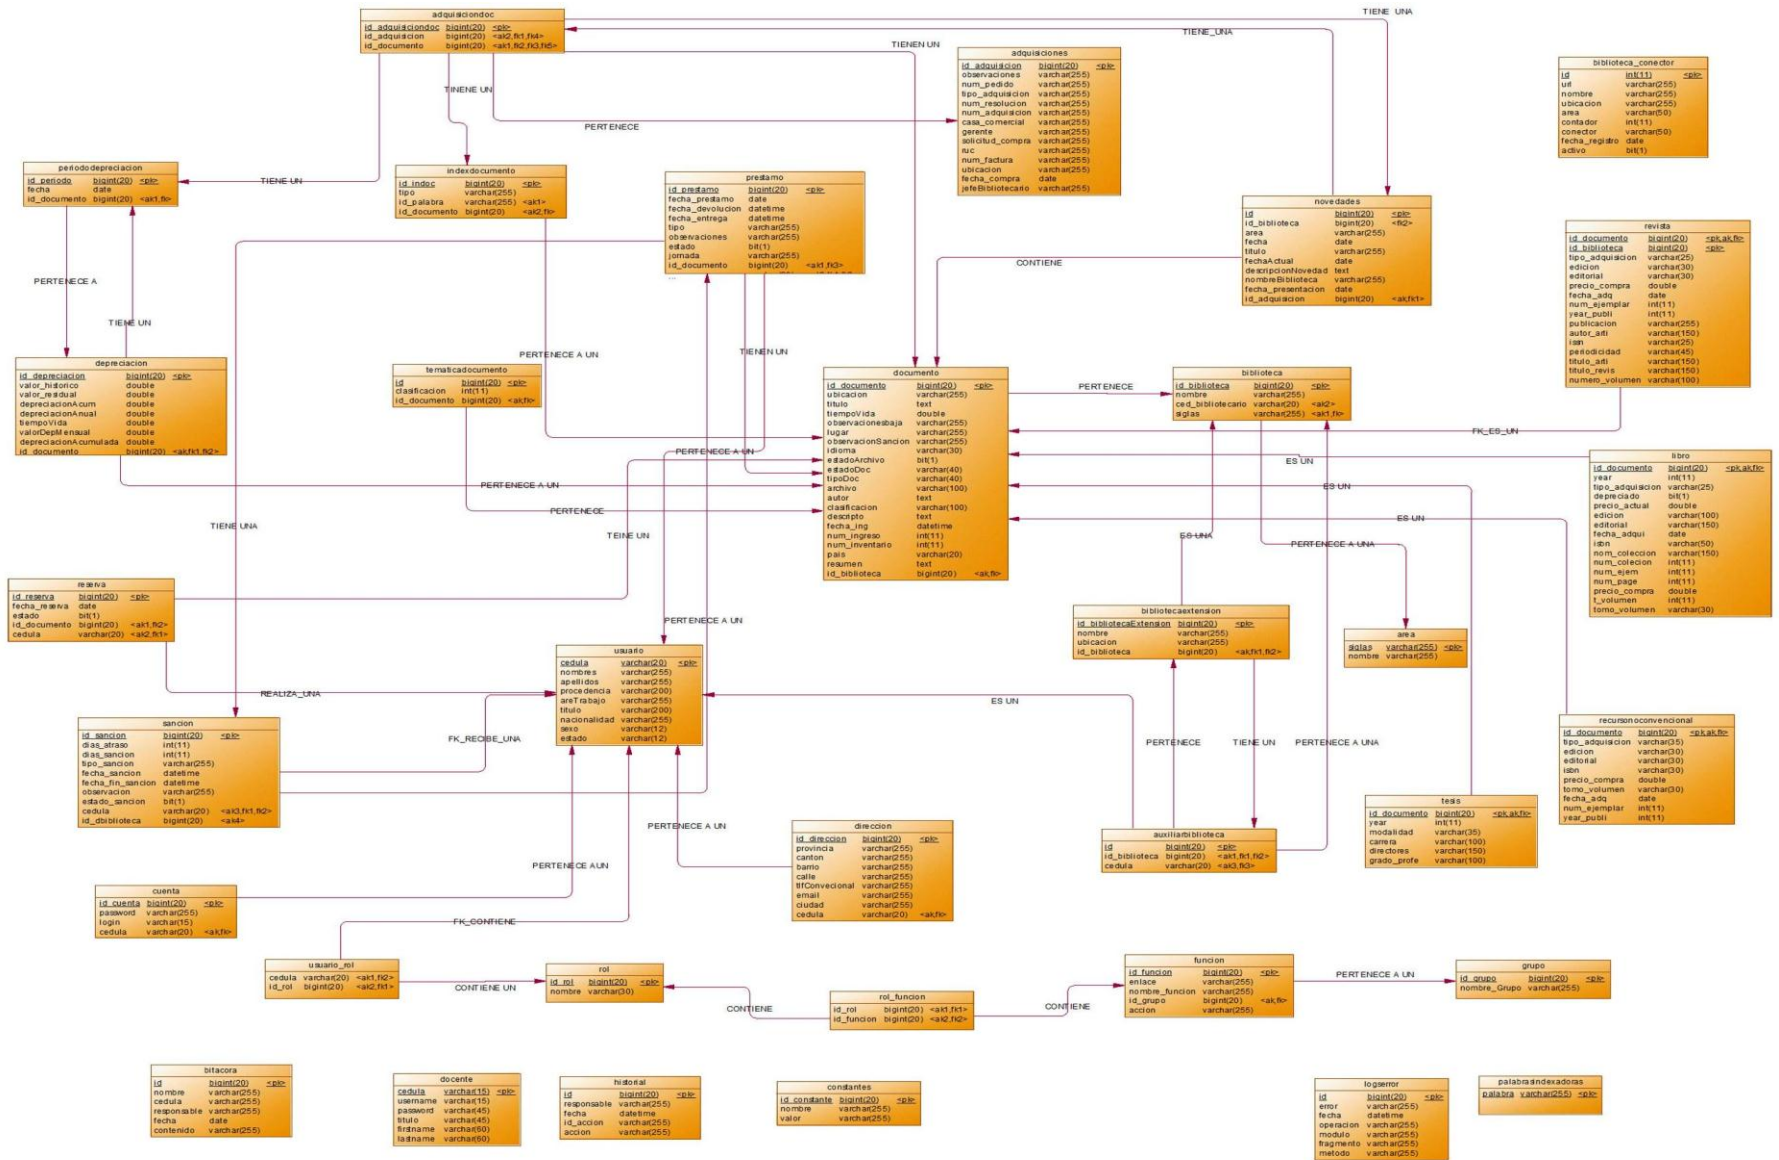 adquisiciondoc
id_adquisiciondoc bigint(20) <pk>
id_adquisicion bigint(20) <ak2,fk1,fk4>
id_documento bigint(20) <ak1,fk2,fk3,fk5>
TIENE UNA
TIENE_UNA
TIENEN UN
TINENE UN
PERTENECE
TIENE UN
adquisiciones
id_adquisicion bigint(20) <pk>
observaciones varchar(255)
num_pedido varchar(255)
tipo_adquisicion varchar(255)
num_resolucion varchar(255)
num_adquisicion varchar(255)
casa_comercial varchar(255)
gerente varchar(255)
solicitud_compra varchar(255)
ruc varchar(255)
num_factura varchar(255)
ubicacion varchar(255)
fecha_compra date
jefeBibliotecario varchar(255)
biblioteca_conector
id int(11) <pk>
url varchar(255)
nombre varchar(255)
ubicacion varchar(255)
area varchar(50)
contador int(11)
conector varchar(50)
fecha_registro date
activo bit(1)
periododepreciacion
id_periodo bigint(20) <pk>
fecha date
id_documento bigint(20) <ak1,fk>
indexdocumento
id_indoc bigint(20) <pk>
tipo varchar(255)
id_palabra varchar(255) <ak1>
id_documento bigint(20) <ak2,fk>
prestamo
id_prestamo bigint(20) <pk>
fecha_prestamo date
fecha_devolucion datetime
fecha_entrega datetime
tipo varchar(255)
observaciones varchar(255)
estado bit(1)
jornada varchar(255)
id_documento bigint(20) <ak1,fk3>
...
novedades
id bigint(20) <pk>
id_biblioteca bigint(20) <fk2>
area varchar(255)
fecha date
titulo varchar(255)
fechaActual date
descripcionNovedad text
nombreBiblioteca varchar(255)
fecha_presentacion date
id_adquisicion bigint(20) <ak,fk1>
revista
id_documento bigint(20) <pk,ak,fk>
id_biblioteca bigint(20) <pk>
tipo_adquisicion varchar(25)
edicion varchar(30)
editorial varchar(30)
precio_compra double
fecha_adq date
num_ejemplar int(11)
year_publi int(11)
publicacion varchar(255)
autor_arti varchar(150)
issn varchar(25)
periodicidad varchar(45)
titulo_arti varchar(150)
titulo_revis varchar(150)
numero_volumen varchar(100)
CONTIENE
PERTENECE A
TIENE UN
PERTENECE A UN
TIENEN UN
depreciacion
id_depreciacion bigint(20) <pk>
valor_historico double
valor_residual double
depreciacionAcum double
depreciacionAnual double
tiempoVida double
valorDepMensual double
depreciacionAcumulada double
id_documento bigint(20) <ak,fk1,fk2>
tematicadocumento
id bigint(20) <pk>
clasificacion int(11)
id_documento bigint(20) <ak,fk>
documento
id_documento bigint(20) <pk>
ubicacion varchar(255)
titulo text
tiempoVida double
observacionesbaja varchar(255)
lugar varchar(255)
observacionSancion varchar(255)
idioma varchar(30)
estadoArchivo bit(1)
estadoDoc varchar(40)
tipoDoc varchar(40)
archivo varchar(100)
autor text
clasificacion varchar(100)
descripto text
fecha_ing datetime
num_ingreso int(11)
num_inventario int(11)
pais varchar(20)
resumen text
id_biblioteca bigint(20) <ak,fk>
PERTENECE
biblioteca
id_biblioteca bigint(20) <pk>
nombre varchar(255)
ced_bibliotecario varchar(20) <ak2>
siglas varchar(255) <ak1,fk>
FK_ES_UN
ES UN
ES UN
ES UN
libro
id_documento bigint(20) <pk,ak,fk>
year int(11)
tipo_adquisicion varchar(25)
depreciado bit(1)
precio_actual double
edicion varchar(100)
editorial varchar(150)
fecha_adqui date
isbn varchar(50)
nom_coleccion varchar(150)
num_colecion int(11)
num_ejem int(11)
num_page int(11)
precio_compra double
t_volumen int(11)
tomo_volumen varchar(30)
PERTENECE A UN
PERTENECE A UN
PERTENECE
TIENE UNA
TEINE UN
ES UNA
PERTENECE A UNA
reserva
id_reserva bigint(20) <pk>
fecha_reserva date
estado bit(1)
id_documento bigint(20) <ak1,fk2>
cedula varchar(20) <ak2,fk1>
PERTENECE A UN
bibliotecaextension
id_bibliotecaExtension bigint(20) <pk>
nombre varchar(255)
ubicacion varchar(255)
id_biblioteca bigint(20) <ak,fk1,fk2>
area
siglas varchar(255) <pk>
nombre varchar(255)
usuario
cedula varchar(20) <pk>
nombres varchar(255)
apellidos varchar(255)
procedencia varchar(200)
areTrabajo varchar(255)
titulo varchar(200)
nacionalidad varchar(255)
sexo varchar(12)
estado varchar(12)
REALIZA_UNA
ES UN
sancion
id_sancion bigint(20) <pk>
dias_atraso int(11)
dias_sancion int(11)
tipo_sancion varchar(255)
fecha_sancion datetime
fecha_fin_sancion datetime
observacion varchar(255)
estado_sancion bit(1)
cedula varchar(20) <ak3,fk1,fk2>
id_dbiblioteca bigint(20) <ak4>
FK_RECIBE_UNA
PERTENECE
TIENE UN
PERTENECE A UNA
recursonoconvencional
id_documento bigint(20) <pk,ak,fk>
tipo_adquisicion varchar(35)
edicion varchar(30)
editorial varchar(30)
isbn varchar(30)
precio_compra double
tomo_volumen varchar(30)
fecha_adq date
num_ejemplar int(11)
year_publi int(11)
tesis
id_documento bigint(20) <pk,ak,fk>
year int(11)
modalidad varchar(35)
carrera varchar(100)
directores varchar(150)
grado_profe varchar(100)
PERTENECE A UN
direccion
id_direccion bigint(20) <pk>
provincia varchar(255)
canton varchar(255)
barrio varchar(255)
calle varchar(255)
tlfConvecional varchar(255)
email varchar(255)
ciudad varchar(255)
cedula varchar(20) <ak,fk>
auxiliarbiblioteca
id bigint(20) <pk>
id_biblioteca bigint(20) <ak1,fk1,fk2>
cedula varchar(20) <ak3,fk3>
PERTENECE AUN
cuenta
id_cuenta bigint(20) <pk>
password varchar(255)
login varchar(15)
cedula varchar(20) <ak,fk>
FK_CONTIENE
usuario_rol
cedula varchar(20) <ak1,fk2>
id_rol bigint(20) <ak2,fk1>
CONTIENE UN
rol
id_rol bigint(20) <pk>
nombre varchar(30)
CONTIENE
rol_funcion
id_rol bigint(20) <ak1,fk1>
id_funcion bigint(20) <ak2,fk2>
CONTIENE
funcion
id_funcion bigint(20) <pk>
enlace varchar(255)
nombre_funcion varchar(255)
id_grupo bigint(20) <ak,fk>
accion varchar(255)
PERTENECE A UN
grupo
id_grupo bigint(20) <pk>
nombre_Grupo varchar(255)
bitacora
id bigint(20) <pk>
nombre varchar(255)
cedula varchar(255)
responsable varchar(255)
fecha date
contenido varchar(255)
docente
cedula varchar(15) <pk>
username varchar(15)
password varchar(45)
titulo varchar(45)
firstname varchar(60)
lastname varchar(60)
historial
id bigint(20) <pk>
responsable varchar(255)
fecha datetime
id_accion varchar(255)
accion varchar(255)
constantes
id_constante bigint(20) <pk>
nombre varchar(255)
valor varchar(255)
logserror
id bigint(20) <pk>
error varchar(255)
fecha datetime
operacion varchar(255)
modulo varchar(255)
fragmento varchar(255)
metodo varchar(255)
palabrasindexadoras
palabra varchar(255) <pk>